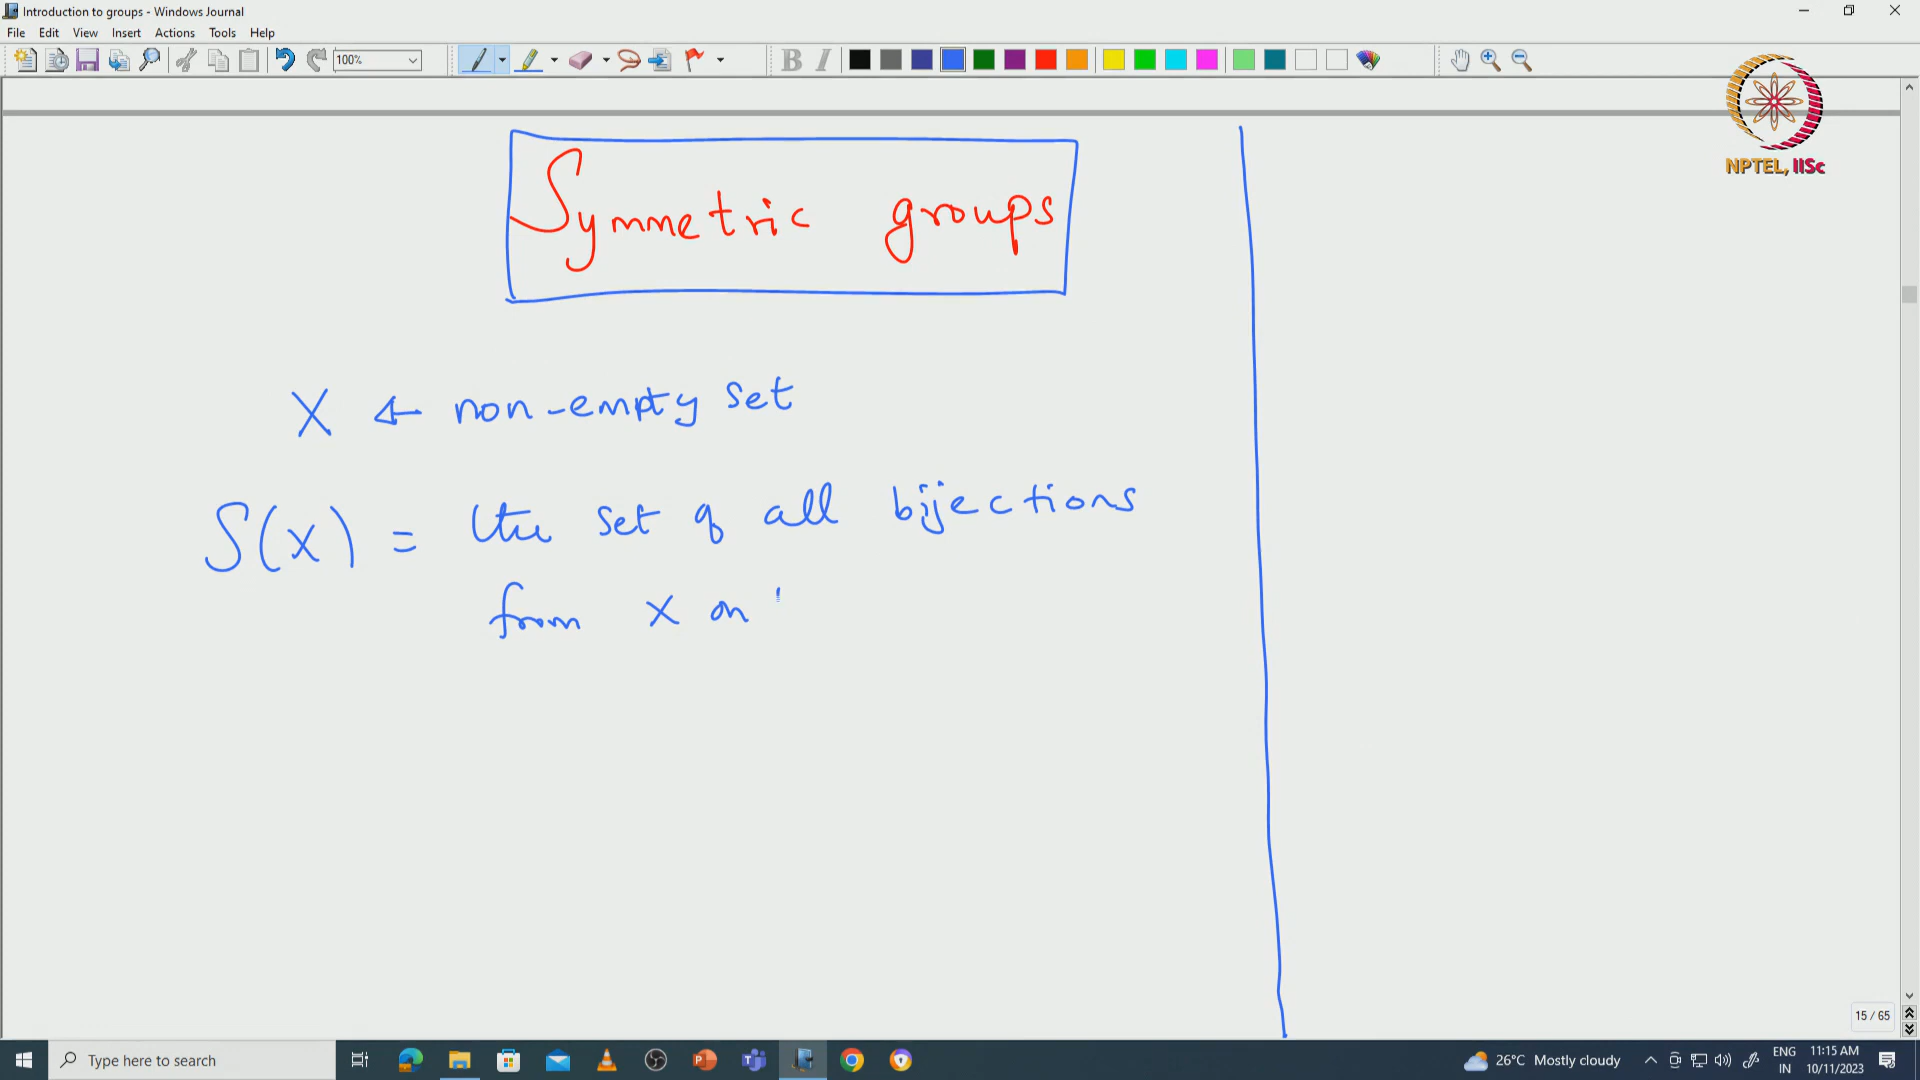 Introduction to groups - Windows Journal
File Edit View Insert Actions Tools Help
100%
B I
NPTEL, IISc
Symmetric groups
X ← non-empty set
S(X) = the set of all bijections
from X on
15 / 65
Type here to search
26°C Mostly cloudy
ENG
IN
11:15 AM
10/11/2023